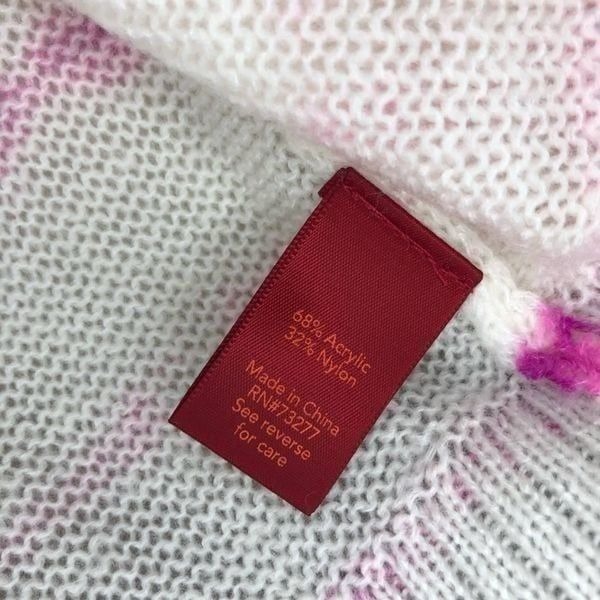 68% Acrylic
32% Nylon
Made in China
RN#73277
See reverse
for care